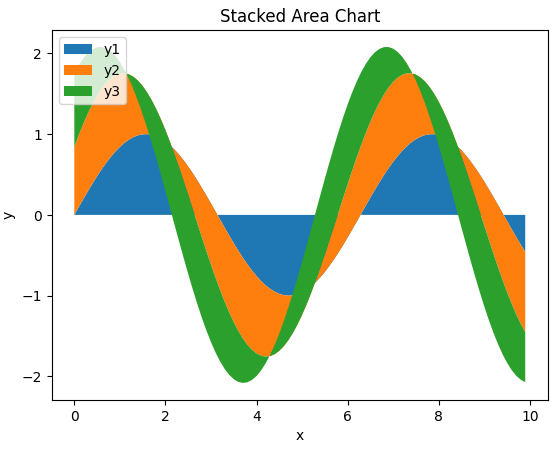 Stacked Area Chart
y1
y2
y3
2
1
0
−1
−2
y
0 2 4 6 8 10
x